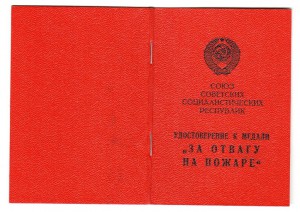 СОЮЗ
СОВЕТСКИХ
СОЦИАЛИСТИЧЕСКИХ
РЕСПУБЛИК
УДОСТОВЕРЕНИЕ К МЕДАЛИ
„ЗА ОТВАГУ
НА ПОЖАРЕ“